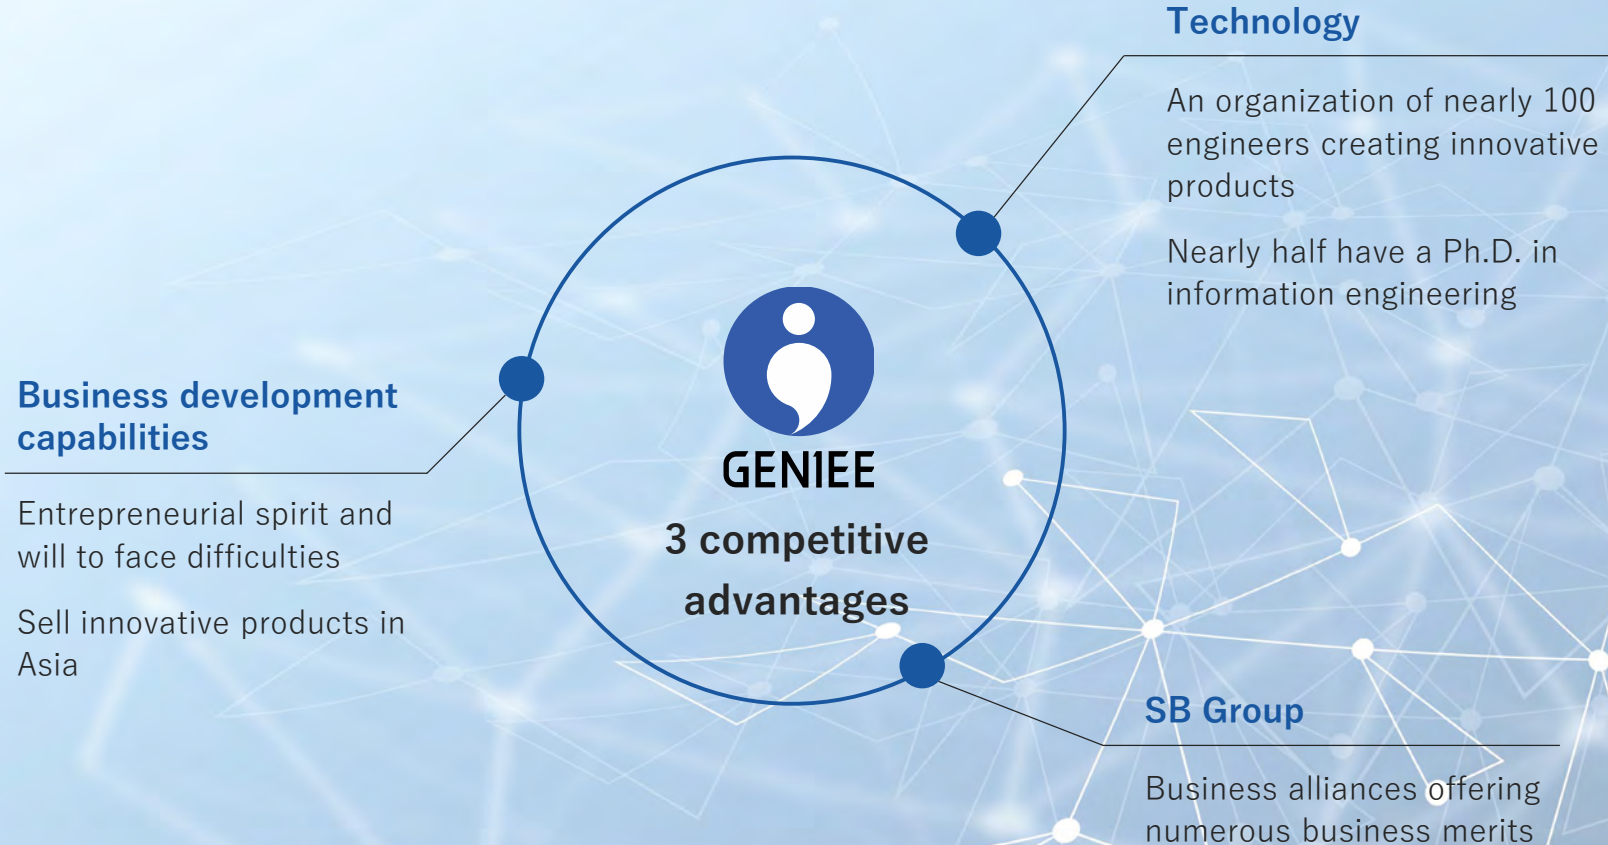 Technology
An organization of nearly 100
engineers creating innovative
products
Nearly half have a Ph.D. in
information engineering
Business development
capabilities
Entrepreneurial spirit and
will to face difficulties
Sell innovative products in
Asia
GENIEE
3 competitive
advantages
SB Group
Business alliances offering
numerous business merits